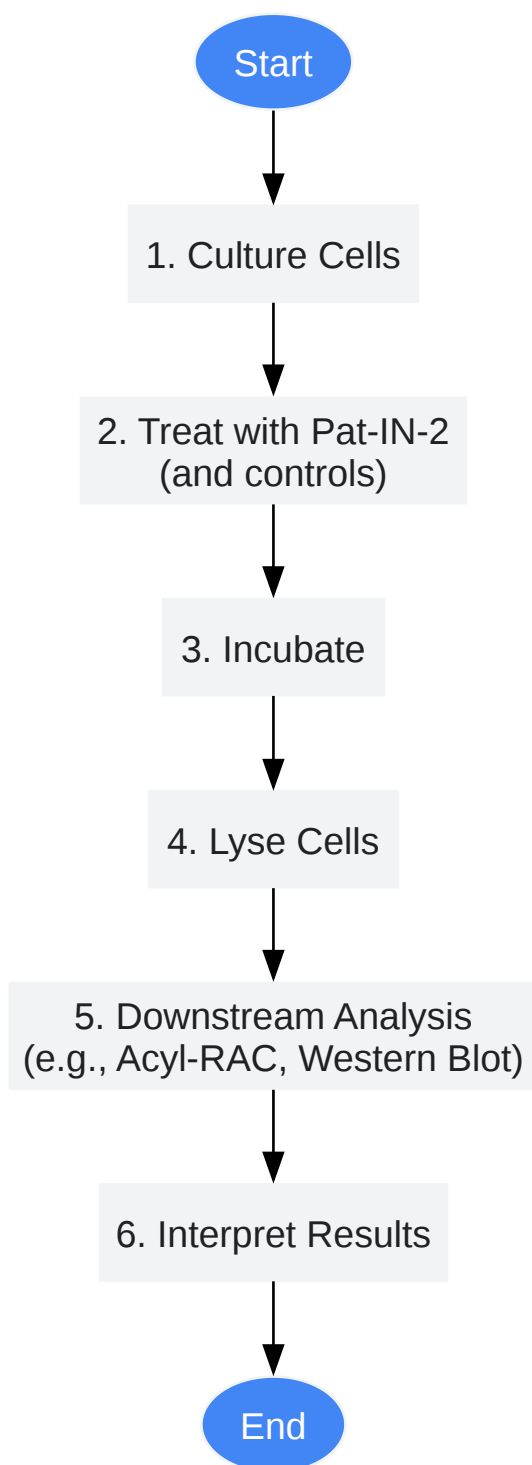 Start
1. Culture Cells
2. Treat with Pat-IN-2
(and controls)
3. Incubate
4. Lyse Cells
5. Downstream Analysis
(e.g., Acyl-RAC, Western Blot)
6. Interpret Results
End